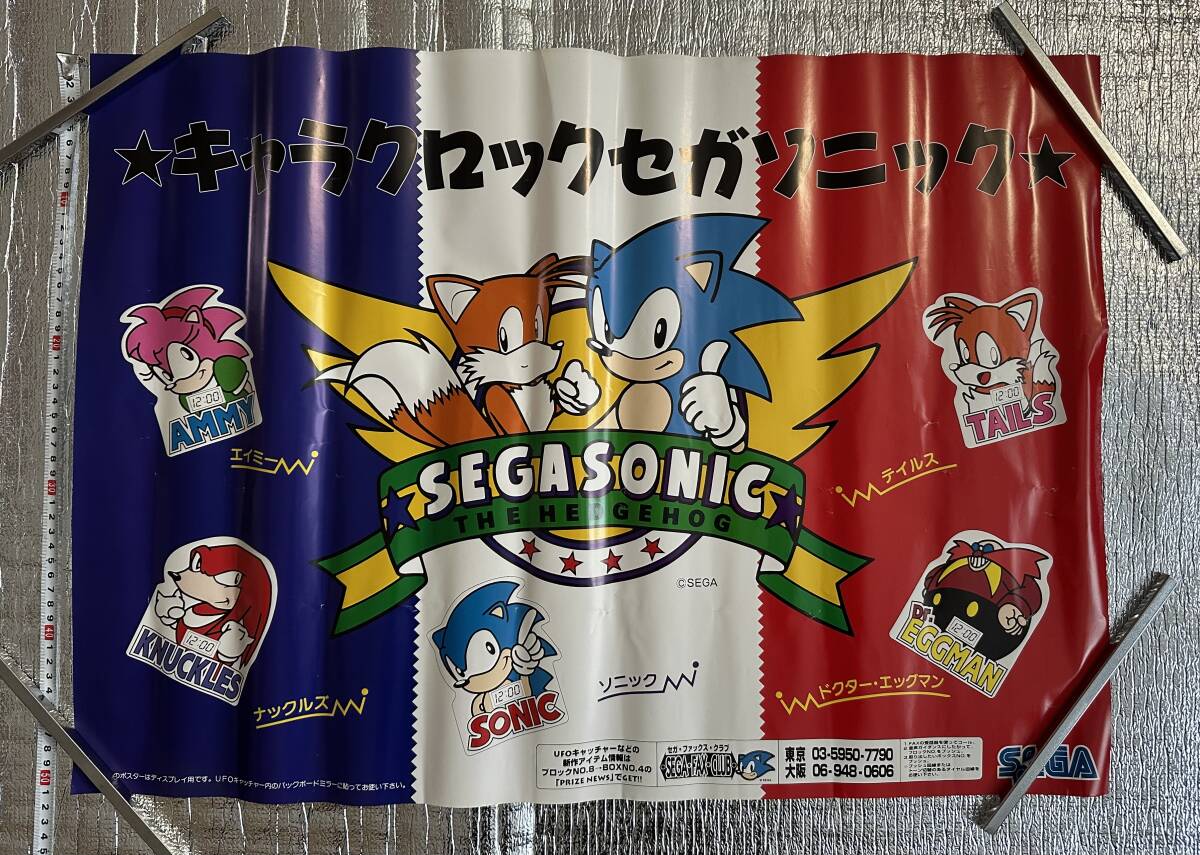 ★キャラクロックセガソニック★
12:00
AMMY
エイミー
12:00
TAILS
テイルス
SEGASONIC
THE HEDGEHOG
©SEGA
12:00
KNUCKLES
ナックルズ
12:00
SONIC
ソニック
12:00
Dr.
EGGMAN
ドクター・エッグマン
UFOキャッチャーなどの
新作アイテム情報は
ブロックNO.8→BOXNO.4の
「PRIZE NEWS」でGET!!
セガ・ファックス・クラブ
SEGA・FAX・CLUB
東京 03-5950-7790
大阪 06-948-0606
SEGA
のポスターはディスプレイ用です。UFOキャッチャー内のバックボードミラーに貼ってお使い下さい。